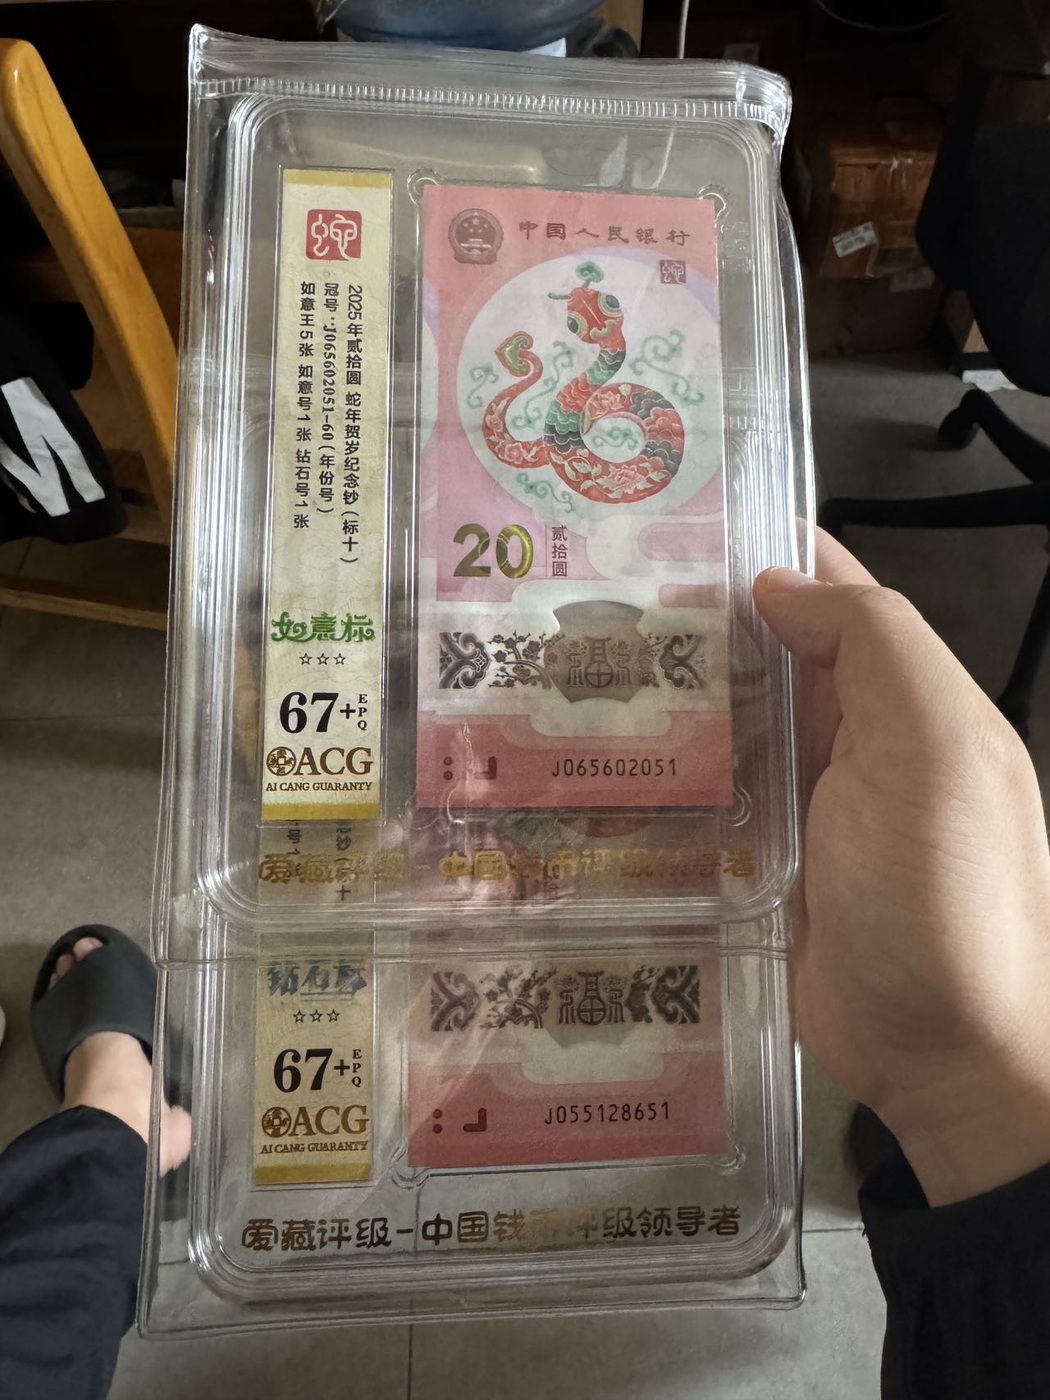 蛇
2025年贰拾圆 蛇年贺岁纪念钞(标十)
冠号:J065602051-60(年份号)
如意王5张 如意号1张 钻石号1张
如意标
☆☆☆
67+EPQ
ACG
AI CANG GUARANTY
中国人民银行
蛇
20
贰拾圆
福
J065602051
爱藏评级-中国钱币评级领导者
钻石标
☆☆☆
67+EPQ
ACG
AI CANG GUARANTY
福
J055128651
爱藏评级-中国钱币评级领导者